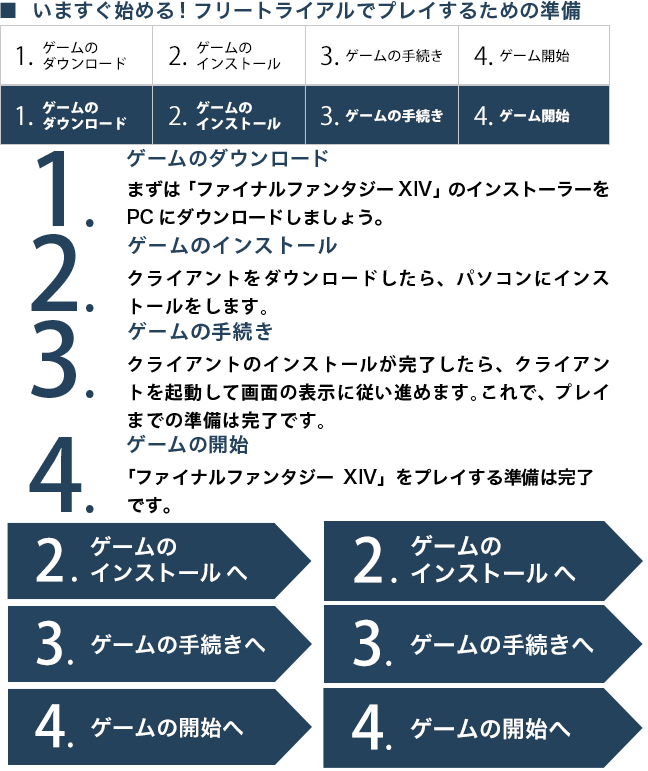 ■ いますぐ始める！フリートライアルでプレイするための準備
1. ゲームの
ダウンロード
2. ゲームの
インストール
3. ゲームの手続き
4. ゲーム開始
1. ゲームの
ダウンロード
2. ゲームの
インストール
3. ゲームの手続き
4. ゲーム開始
1. ゲームのダウンロード
まずは「ファイナルファンタジー XIV」のインストーラーを
PC にダウンロードしましょう。
2. ゲームのインストール
クライアントをダウンロードしたら、パソコンにインス
トールをします。
3. ゲームの手続き
クライアントのインストールが完了したら、クライアン
トを起動して画面の表示に従い進めます。これで、プレイ
までの準備は完了です。
4. ゲームの開始
「ファイナルファンタジー XIV」をプレイする準備は完了
です。
2. ゲームの
インストール へ
2. ゲームの
インストール へ
3. ゲームの手続きへ
3. ゲームの手続きへ
4. ゲームの開始へ
4. ゲームの開始へ